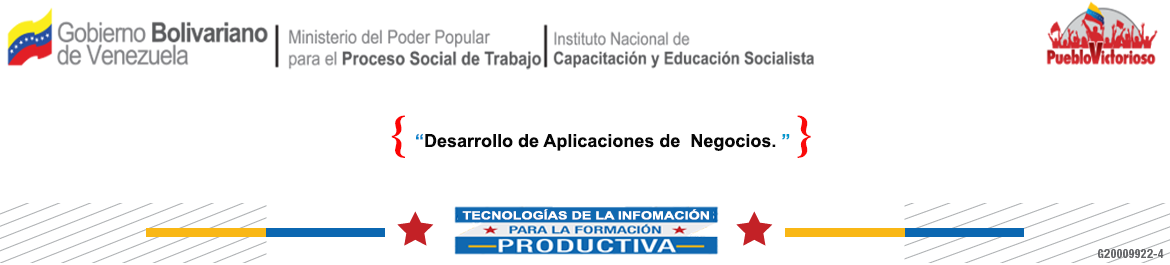 Gobierno Bolivariano
de Venezuela
Ministerio del Poder Popular
para el Proceso Social de Trabajo
Instituto Nacional de
Capacitación y Educación Socialista
PuebloVictorioso
{ “Desarrollo de Aplicaciones de Negocios. ” }
TECNOLOGÍAS DE LA INFOMACIÓN
PARA LA FORMACIÓN
PRODUCTIVA
G20009922-4